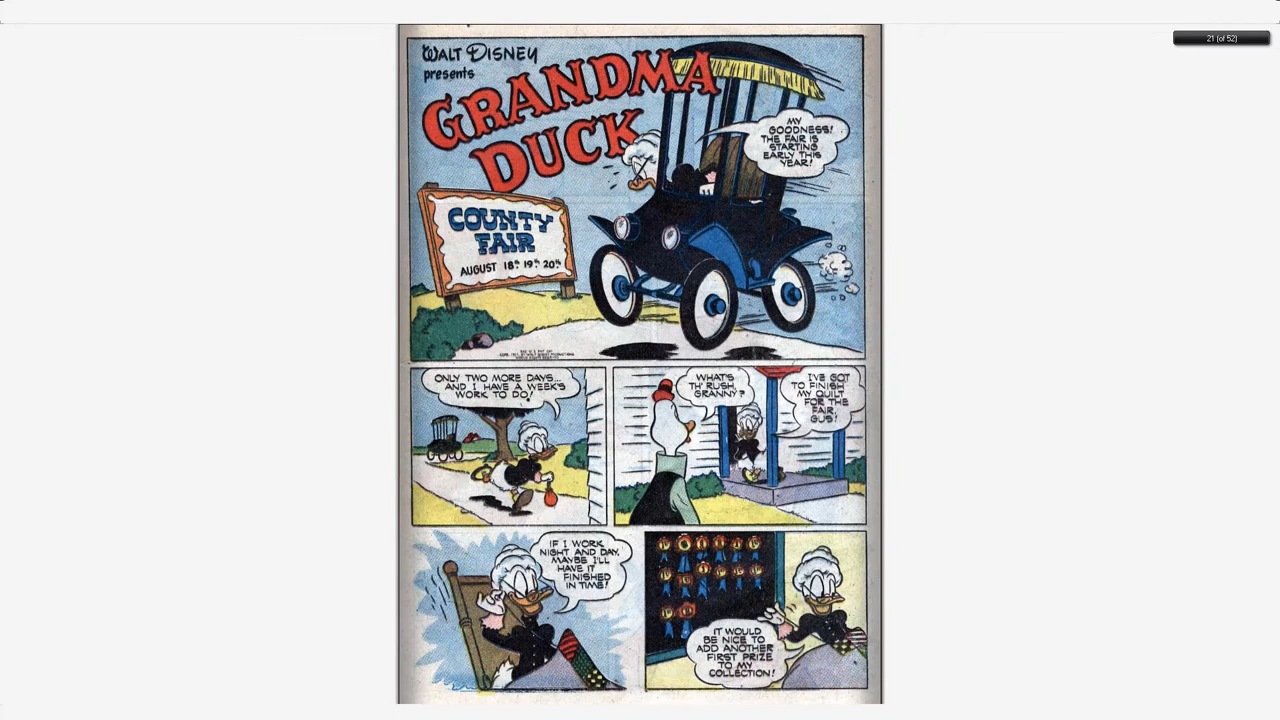 21 (of 52)
WALT DISNEY
presents
GRANDMA
DUCK
MY
GOODNESS!
THE FAIR IS
STARTING
EARLY THIS
YEAR!
COUNTY
FAIR
AUGUST 18TH 19TH 20TH
ONLY TWO MORE DAYS...
AND I HAVE A WEEK'S
WORK TO DO!
WHAT'S
TH' RUSH,
GRANNY?
I'VE GOT
TO FINISH
MY QUILT
FOR THE
FAIR,
GUS!
IF I WORK
NIGHT AND DAY,
MAYBE I'LL
HAVE IT
FINISHED
IN TIME!
IT WOULD
BE NICE TO
ADD ANOTHER
FIRST PRIZE
TO MY
COLLECTION!